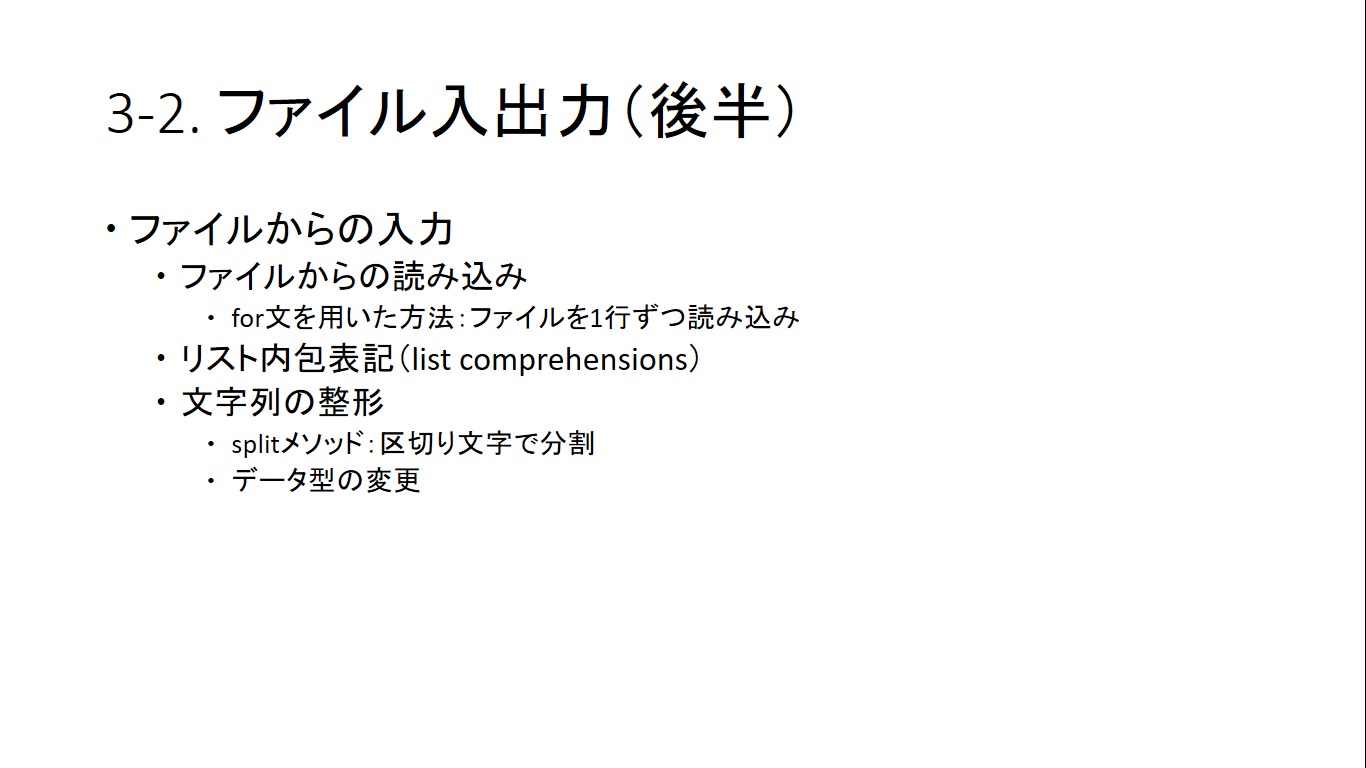 3-2. ファイル入出力（後半）
・ファイルからの入力
・ファイルからの読み込み
・for文を用いた方法：ファイルを1行ずつ読み込み
・リスト内包表記（list comprehensions）
・文字列の整形
・splitメソッド：区切り文字で分割
・データ型の変更